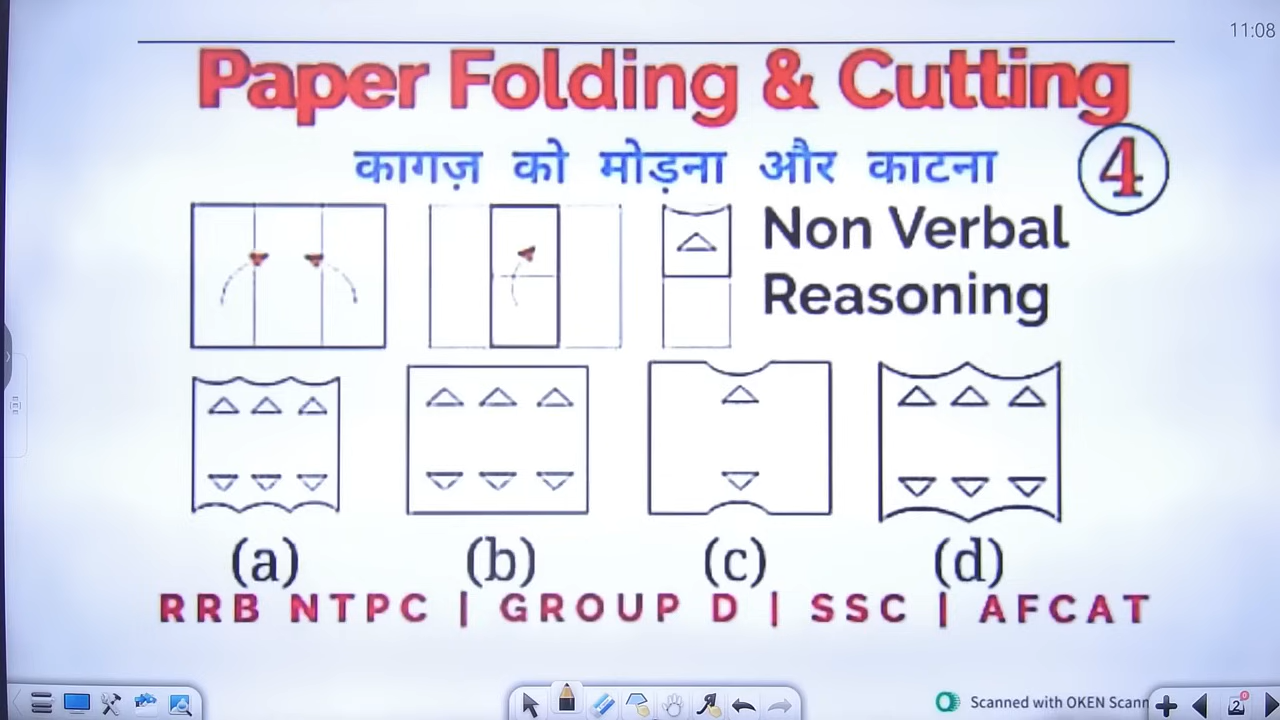 11:08
Paper Folding & Cutting
कागज़ को मोड़ना और काटना
4
Non Verbal
Reasoning
(a) (b) (c) (d)
RRB NTPC | GROUP D | SSC | AFCAT
Scanned with OKEN Scann
2